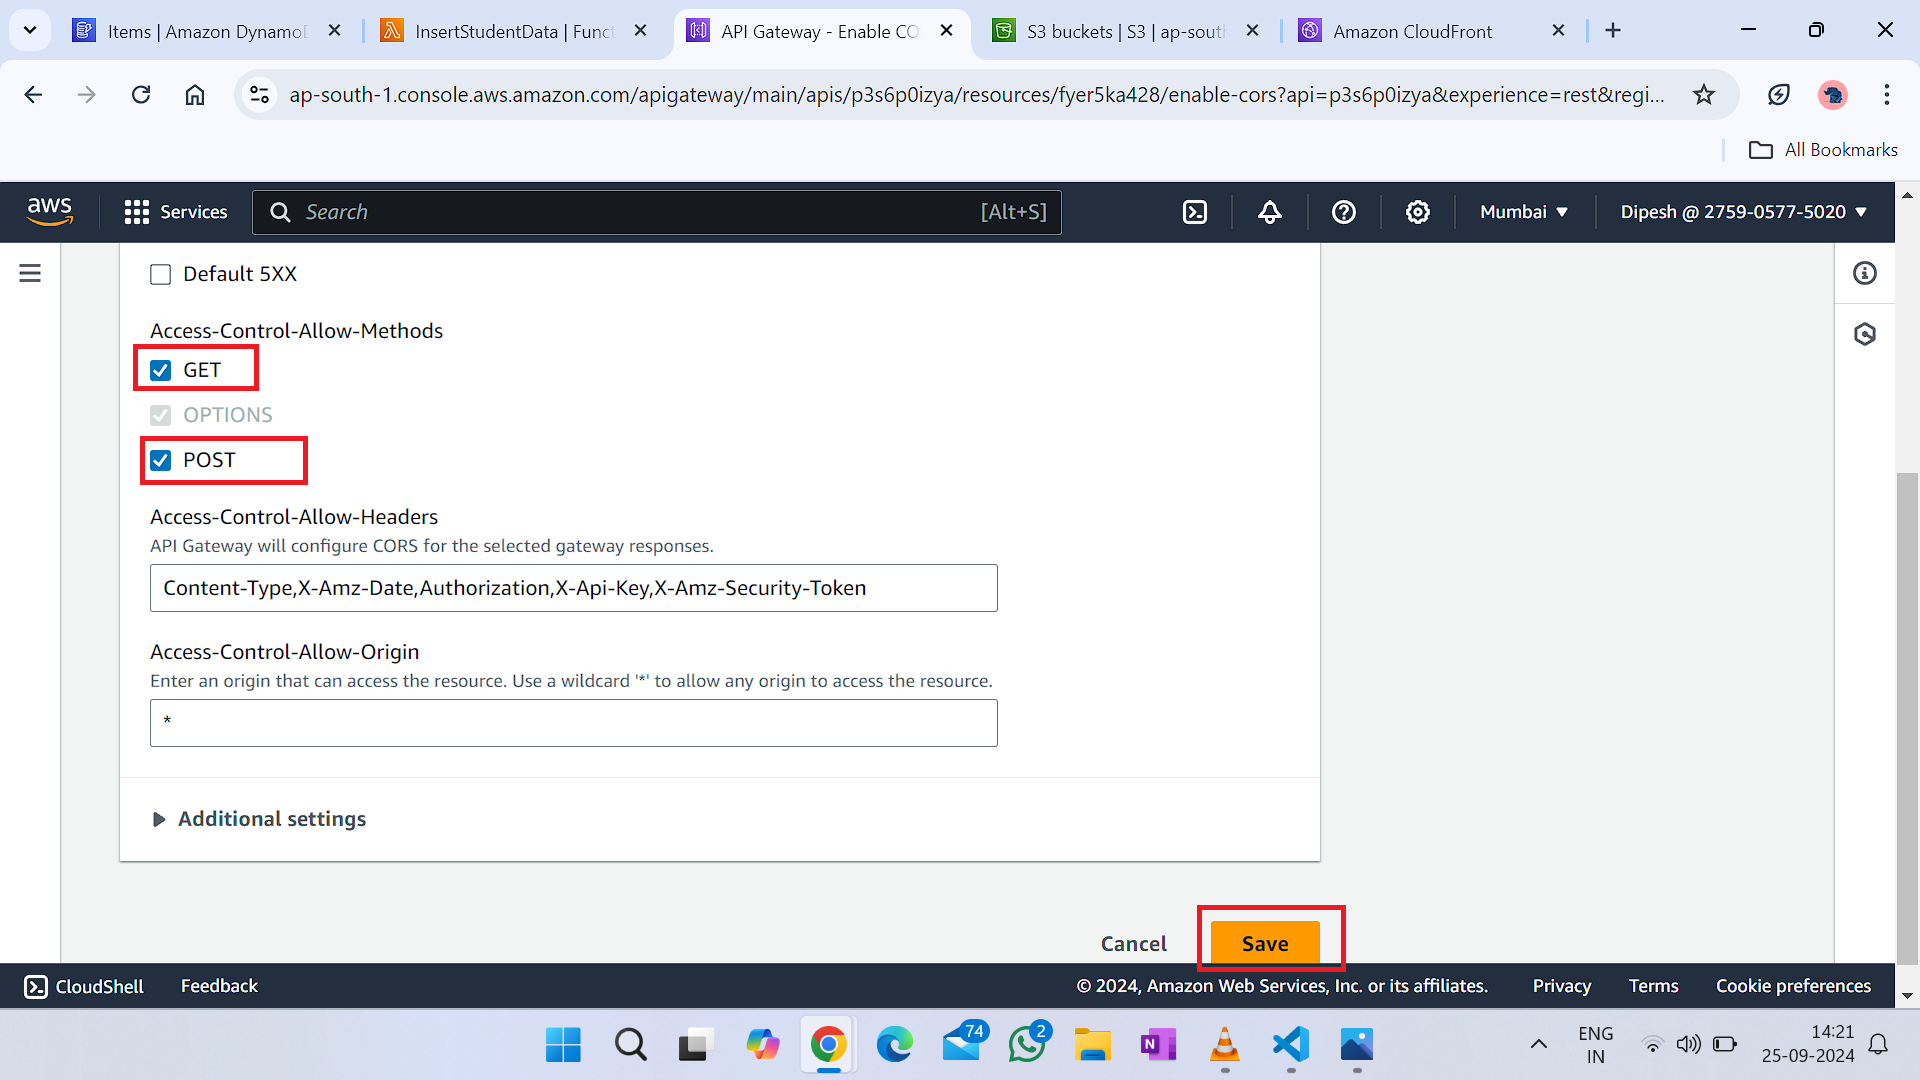 Items | Amazon Dynamo
InsertStudentData | Funct
API Gateway - Enable CO
S3 buckets | S3 | ap-sout
Amazon CloudFront
ap-south-1.console.aws.amazon.com/apigateway/main/apis/p3s6p0izya/resources/fyer5ka428/enable-cors?api=p3s6p0izya&experience=rest&regi...
All Bookmarks
aws
Services
Search
[Alt+S]
Mumbai
Dipesh @ 2759-0577-5020
Default 5XX
Access-Control-Allow-Methods
GET
OPTIONS
POST
Access-Control-Allow-Headers
API Gateway will configure CORS for the selected gateway responses.
Content-Type,X-Amz-Date,Authorization,X-Api-Key,X-Amz-Security-Token
Access-Control-Allow-Origin
Enter an origin that can access the resource. Use a wildcard '*' to allow any origin to access the resource.
*
Additional settings
Cancel
Save
CloudShell
Feedback
© 2024, Amazon Web Services, Inc. or its affiliates.
Privacy
Terms
Cookie preferences
74
2
N
ENG
IN
14:21
25-09-2024